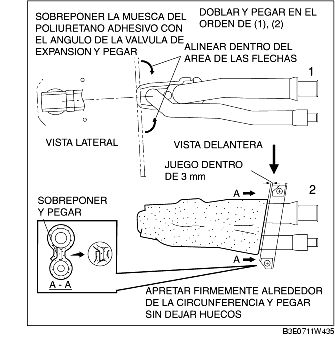 SOBREPONER LA MUESCA DEL
POLIURETANO ADHESIVO CON
EL ANGULO DE LA VALVULA DE
EXPANSION Y PEGAR
DOBLAR Y PEGAR EN EL
ORDEN DE (1), (2)
ALINEAR DENTRO DEL
AREA DE LAS FLECHAS
1
VISTA LATERAL
VISTA DELANTERA
JUEGO DENTRO
DE 3 mm
A
2
SOBREPONER
Y PEGAR
A
A - A
APRETAR FIRMEMENTE ALREDEDOR
DE LA CIRCUNFERENCIA Y PEGAR
SIN DEJAR HUECOS
B3E0711W435